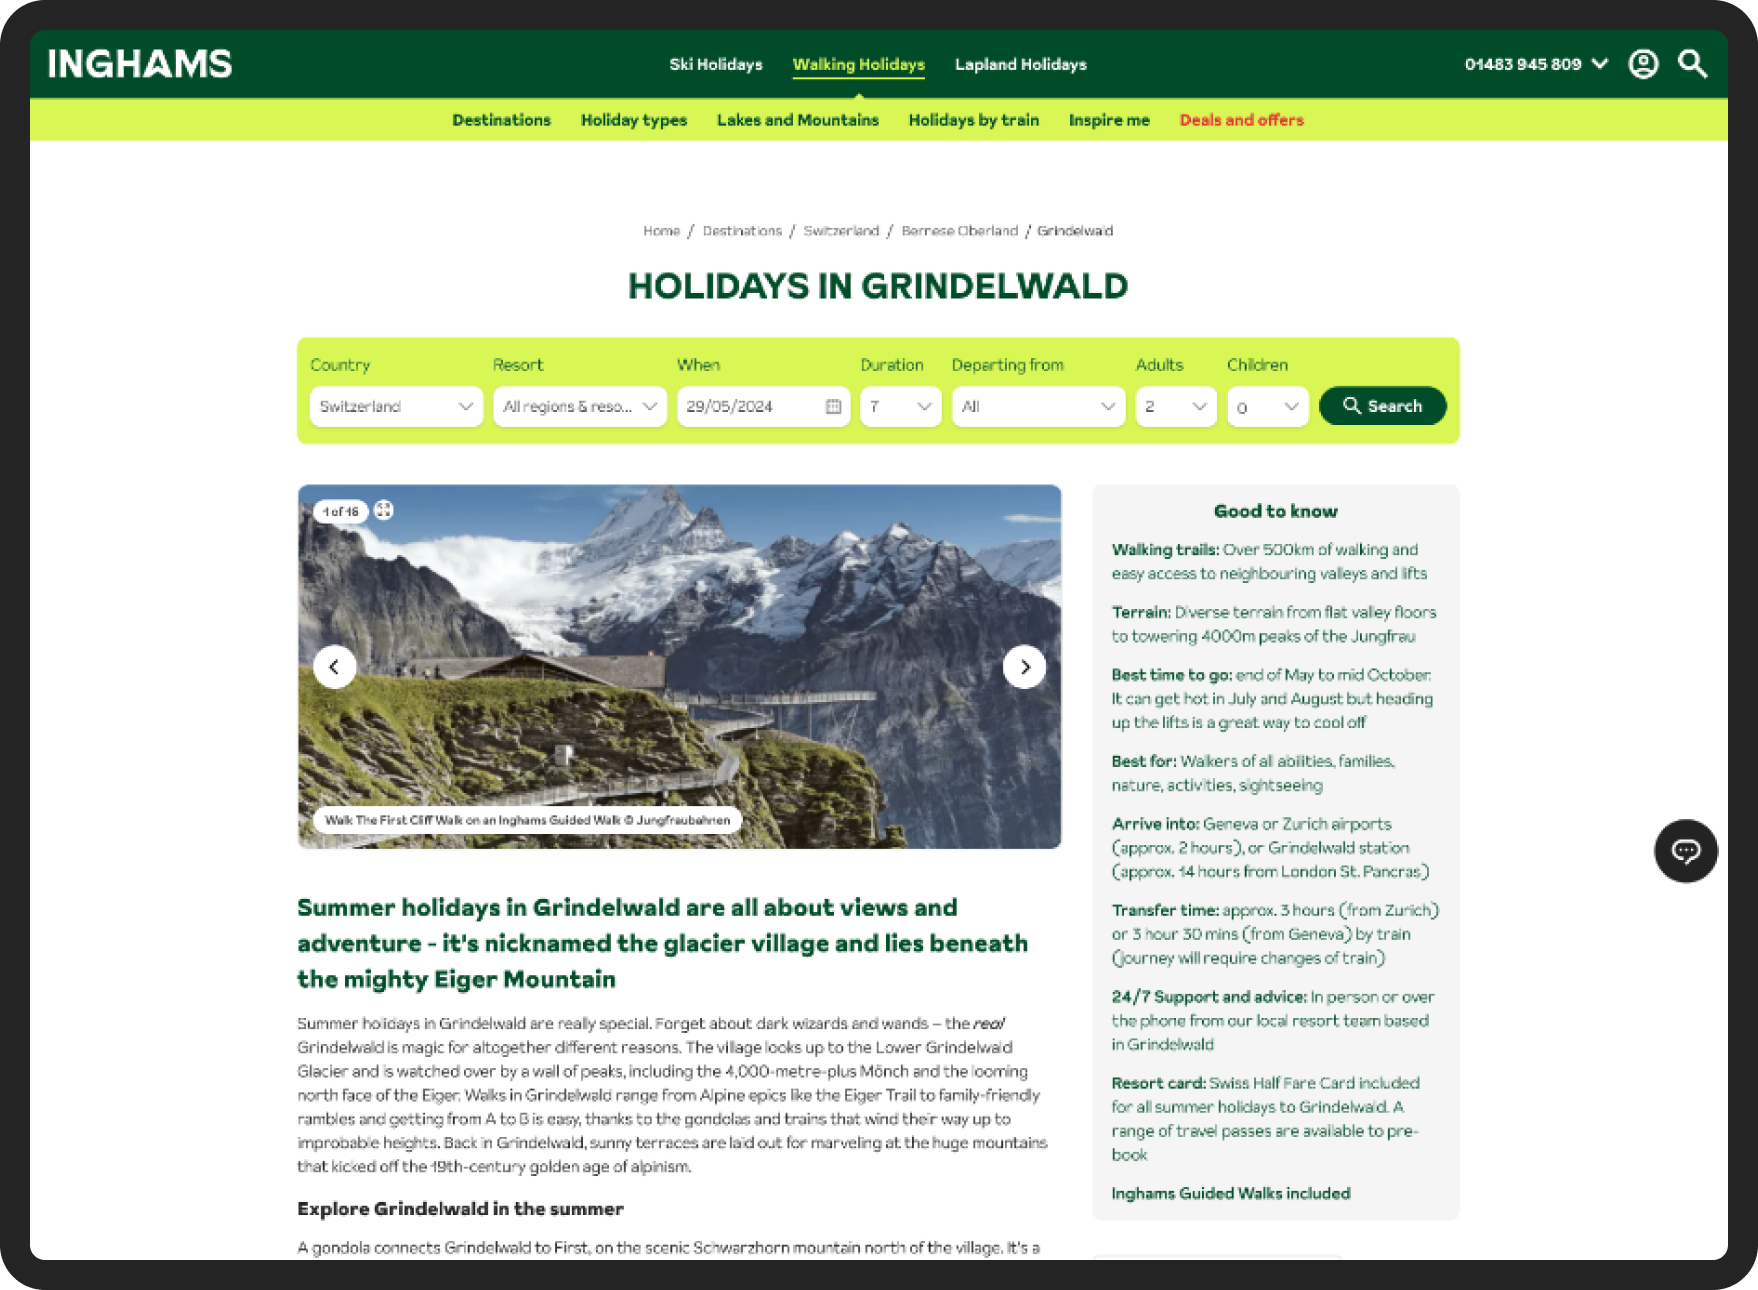 INGHAMS
Ski Holidays Walking Holidays Lapland Holidays
01483 945 809
Destinations Holiday types Lakes and Mountains Holidays by train Inspire me Deals and offers
Home / Destinations / Switzerland / Bernese Oberland / Grindelwald
HOLIDAYS IN GRINDELWALD
Country Resort When Duration Departing from Adults Children
Switzerland All regions & reso... 29/05/2024 7 All 2 0 Search
1 of 16
Walk The First Cliff Walk on an Inghams Guided Walk © Jungfraubahnen
Summer holidays in Grindelwald are all about views and
adventure - it's nicknamed the glacier village and lies beneath
the mighty Eiger Mountain
Summer holidays in Grindelwald are really special. Forget about dark wizards and wands – the real
Grindelwald is magic for altogether different reasons. The village looks up to the Lower Grindelwald
Glacier and is watched over by a wall of peaks, including the 4,000-metre-plus Mönch and the looming
north face of the Eiger. Walks in Grindelwald range from Alpine epics like the Eiger Trail to family-friendly
rambles and getting from A to B is easy, thanks to the gondolas and trains that wind their way up to
improbable heights. Back in Grindelwald, sunny terraces are laid out for marveling at the huge mountains
that kicked off the 19th-century golden age of alpinism.
Explore Grindelwald in the summer
A gondola connects Grindelwald to First, on the scenic Schwarzhorn mountain north of the village. It's a
Good to know
Walking trails: Over 500km of walking and
easy access to neighbouring valleys and lifts
Terrain: Diverse terrain from flat valley floors
to towering 4000m peaks of the Jungfrau
Best time to go: end of May to mid October.
It can get hot in July and August but heading
up the lifts is a great way to cool off
Best for: Walkers of all abilities, families,
nature, activities, sightseeing
Arrive into: Geneva or Zurich airports
(approx. 2 hours), or Grindelwald station
(approx. 14 hours from London St. Pancras)
Transfer time: approx. 3 hours (from Zurich)
or 3 hour 30 mins (from Geneva) by train
(journey will require changes of train)
24/7 Support and advice: In person or over
the phone from our local resort team based
in Grindelwald
Resort card: Swiss Half Fare Card included
for all summer holidays to Grindelwald. A
range of travel passes are available to pre-
book
Inghams Guided Walks included